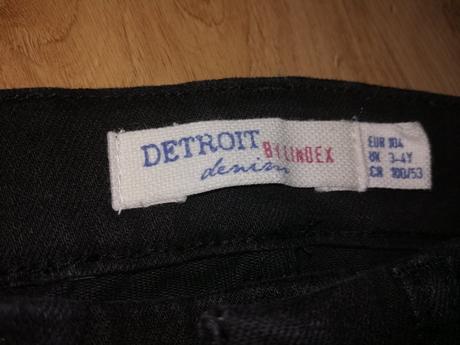 DETROIT
denim
BY LINDEX
EUR 104
UK 3-4Y
CN 100/53